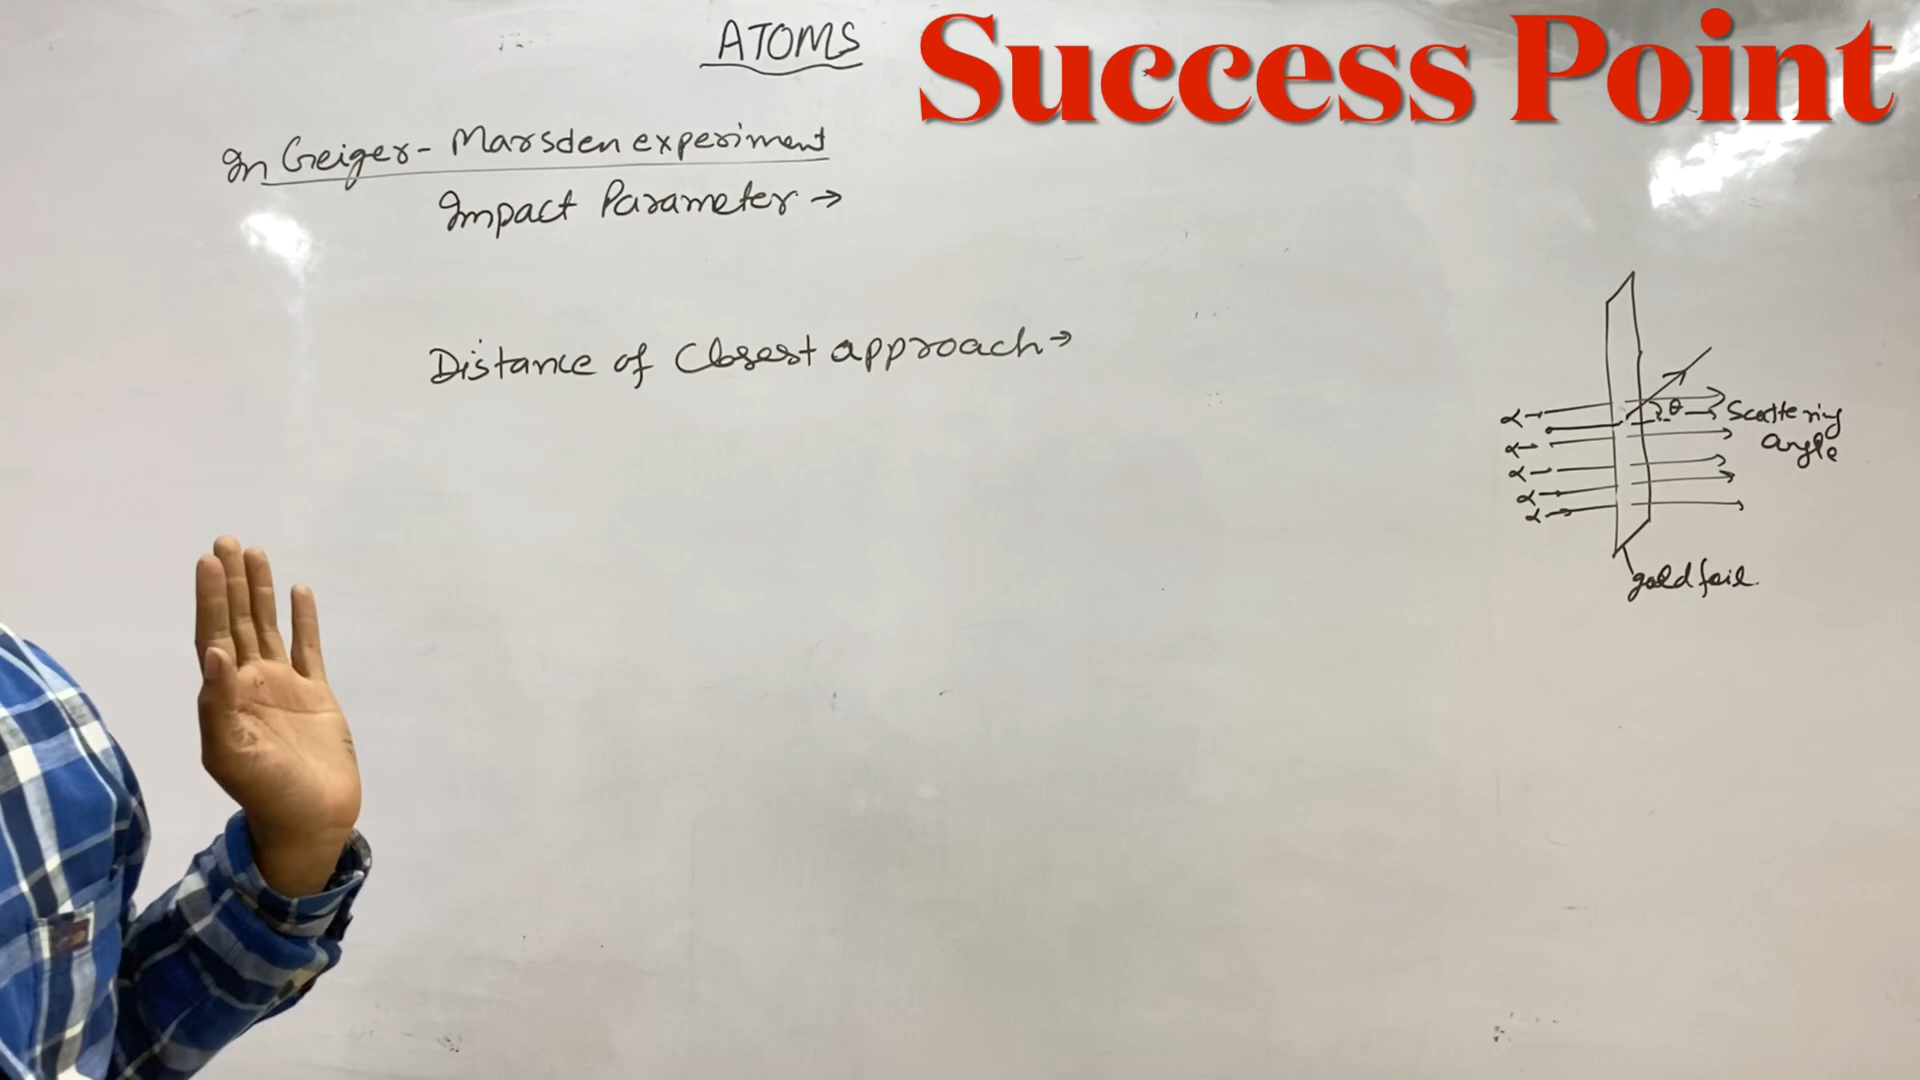 ATOMS
Success Point
In Geiger-Marsden experiment
Impact Parameter →
Distance of Closest approach →
α
α
α
α
α
θ → Scattering
angle
gold foil.